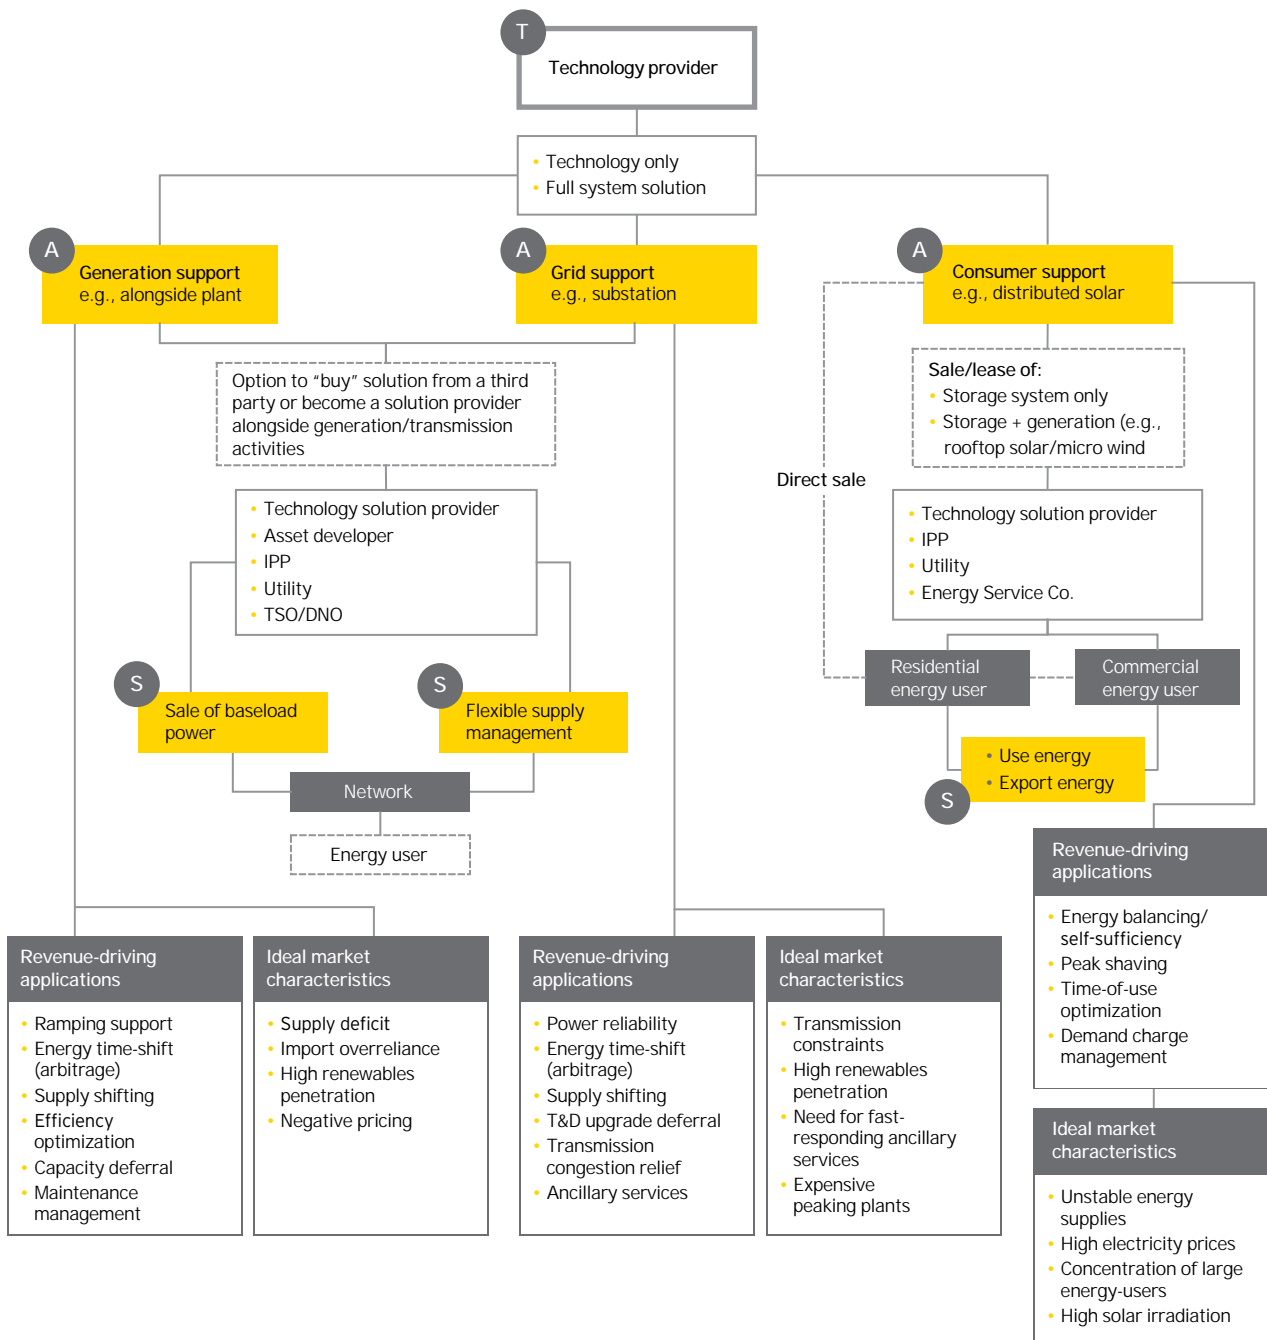 T
Technology provider
• Technology only
• Full system solution
A
Generation support
e.g., alongside plant
A
Grid support
e.g., substation
A
Consumer support
e.g., distributed solar
Option to “buy” solution from a third
party or become a solution provider
alongside generation/transmission
activities
Sale/lease of:
• Storage system only
• Storage + generation (e.g.,
rooftop solar/micro wind
Direct sale
• Technology solution provider
• Asset developer
• IPP
• Utility
• TSO/DNO
• Technology solution provider
• IPP
• Utility
• Energy Service Co.
Residential
energy user
Commercial
energy user
S
Sale of baseload
power
S
Flexible supply
management
• Use energy
• Export energy
S
Network
Energy user
Revenue-driving
applications
• Ramping support
• Energy time-shift
(arbitrage)
• Supply shifting
• Efficiency
optimization
• Capacity deferral
• Maintenance
management
Ideal market
characteristics
• Supply deficit
• Import overreliance
• High renewables
penetration
• Negative pricing
Revenue-driving
applications
• Power reliability
• Energy time-shift
(arbitrage)
• Supply shifting
• T&D upgrade deferral
• Transmission
congestion relief
• Ancillary services
Ideal market
characteristics
• Transmission
constraints
• High renewables
penetration
• Need for fast-
responding ancillary
services
• Expensive
peaking plants
Revenue-driving
applications
• Energy balancing/
self-sufficiency
• Peak shaving
• Time-of-use
optimization
• Demand charge
management
Ideal market
characteristics
• Unstable energy
supplies
• High electricity prices
• Concentration of large
energy-users
• High solar irradiation